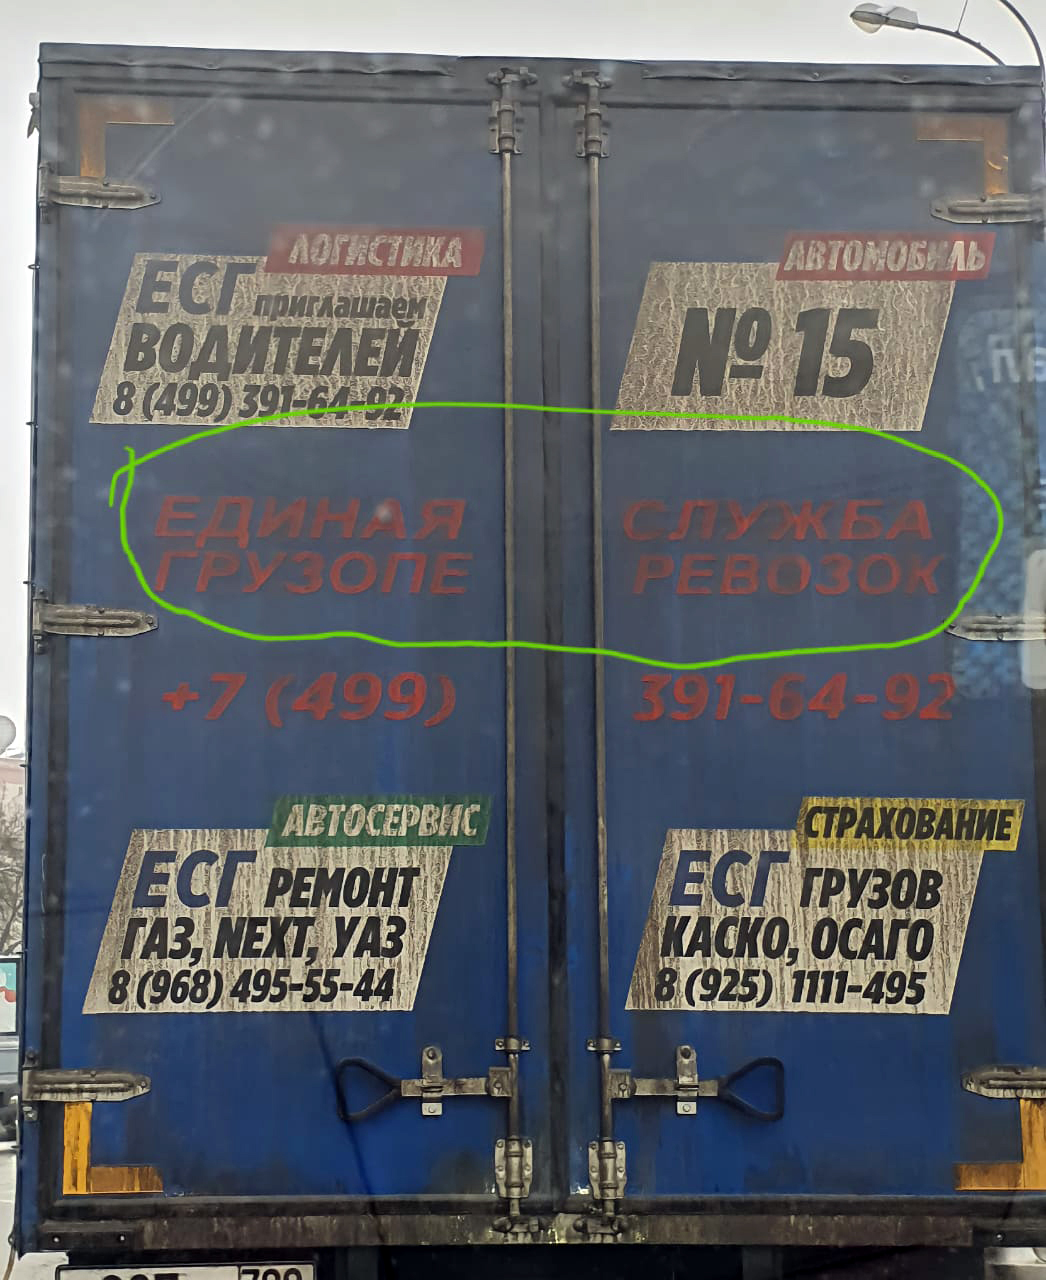 ЛОГИСТИКА
ЕСГ приглашаем
ВОДИТЕЛЕЙ
8 (499) 391-64-92
АВТОМОБИЛЬ
№ 15
ЕДИНАЯ СЛУЖБА
ГРУЗОПЕ РЕВОЗОК
+7 (499) 391-64-92
АВТОСЕРВИС
ЕСГ РЕМОНТ
ГАЗ, NEXT, УАЗ
8 (968) 495-55-44
СТРАХОВАНИЕ
ЕСГ ГРУЗОВ
КАСКО, ОСАГО
8 (925) 1111-495